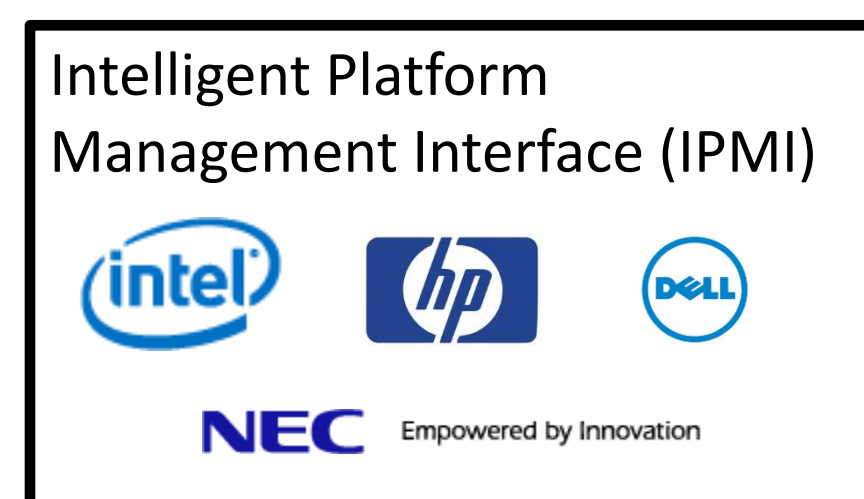 Intelligent Platform
Management Interface (IPMI)
intel
hp
DELL
NEC Empowered by Innovation